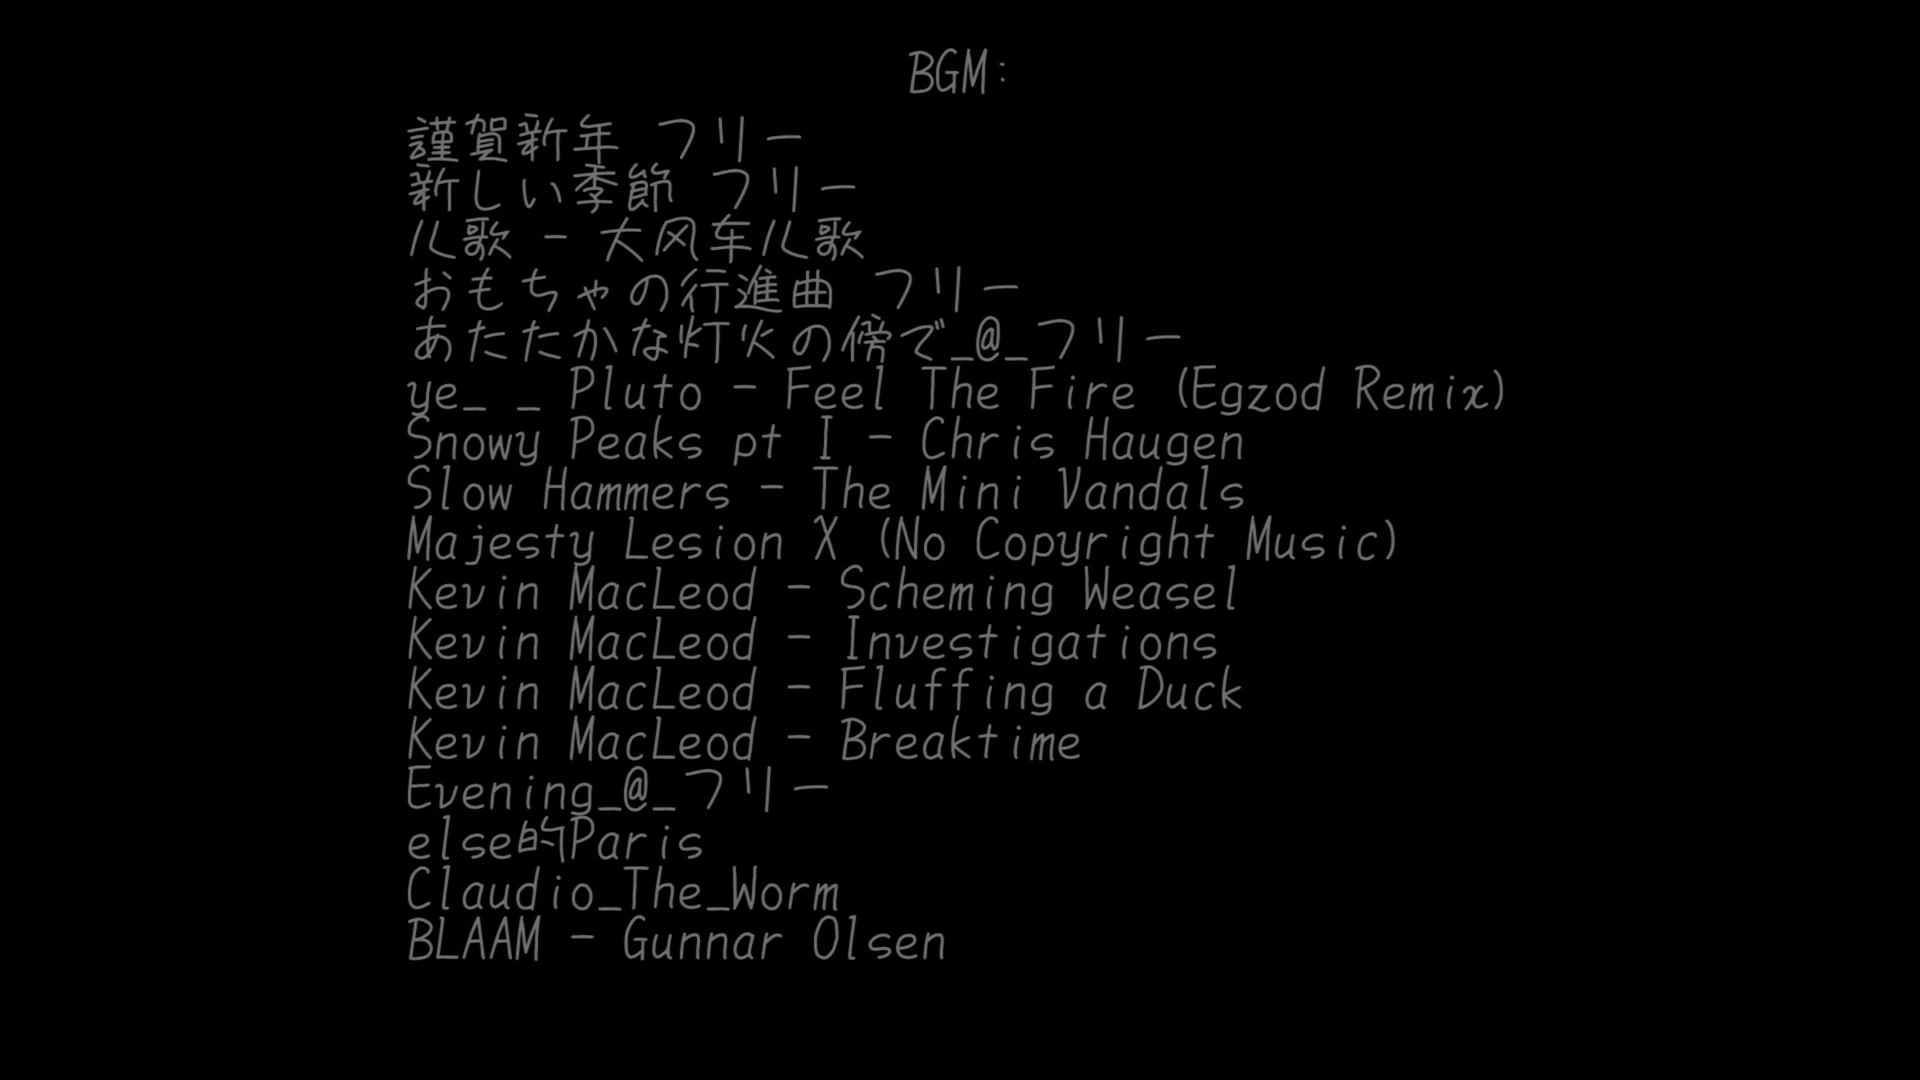 BGM:
謹賀新年 フリー
新しい季節 フリー
儿歌 - 大风车儿歌
おもちゃの行進曲 フリー
あたたかな灯火の傍で_@_フリー
ye_ _ Pluto - Feel The Fire (Egzod Remix)
Snowy Peaks pt I - Chris Haugen
Slow Hammers - The Mini Vandals
Majesty Lesion X (No Copyright Music)
Kevin MacLeod - Scheming Weasel
Kevin MacLeod - Investigations
Kevin MacLeod - Fluffing a Duck
Kevin MacLeod - Breaktime
Evening_@_フリー
else的Paris
Claudio_The_Worm
BLAAM - Gunnar Olsen